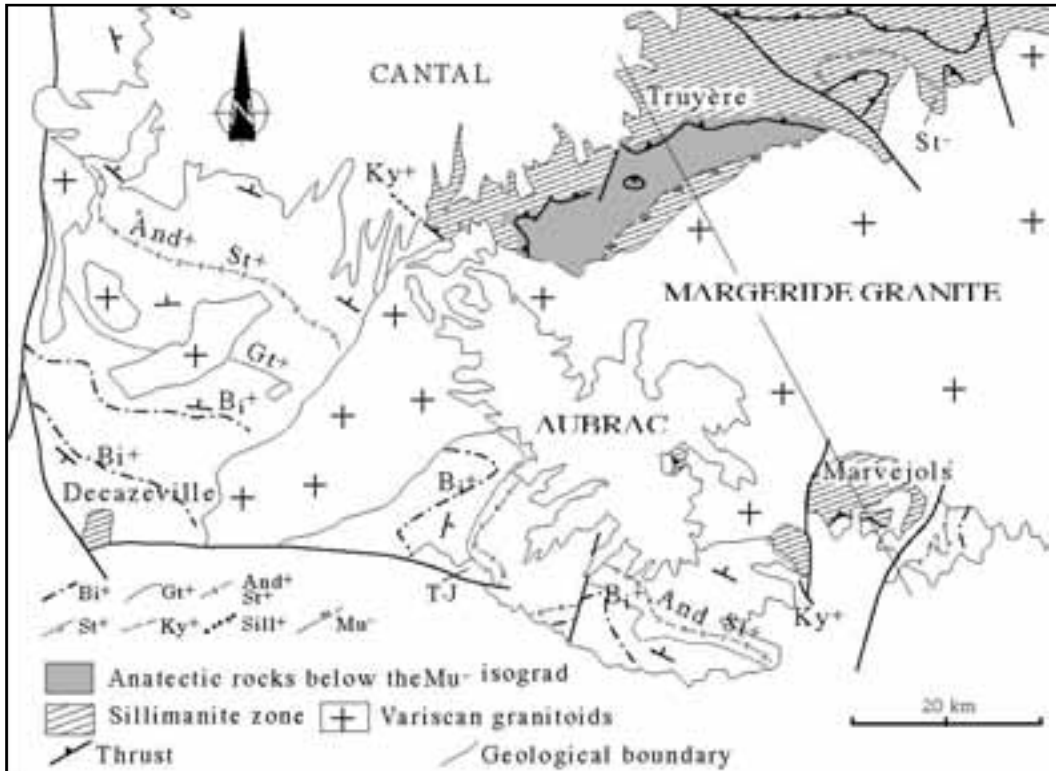 CANTAL
N
Truyère
St-
Ky+
And+
St+
MARGERIDE GRANITE
Gt+
Bi+
AUBRAC
Bi+
Marvejols
Bi+
Decazeville
TJ
Bi+
And
St+
Ky+
Bi+ Gt+ And+
St+
St+ Ky+ Sill+ Mu-
Anatectic rocks below the Mu- isograd
Sillimanite zone Variscan granitoids
20 km
Thrust Geological boundary